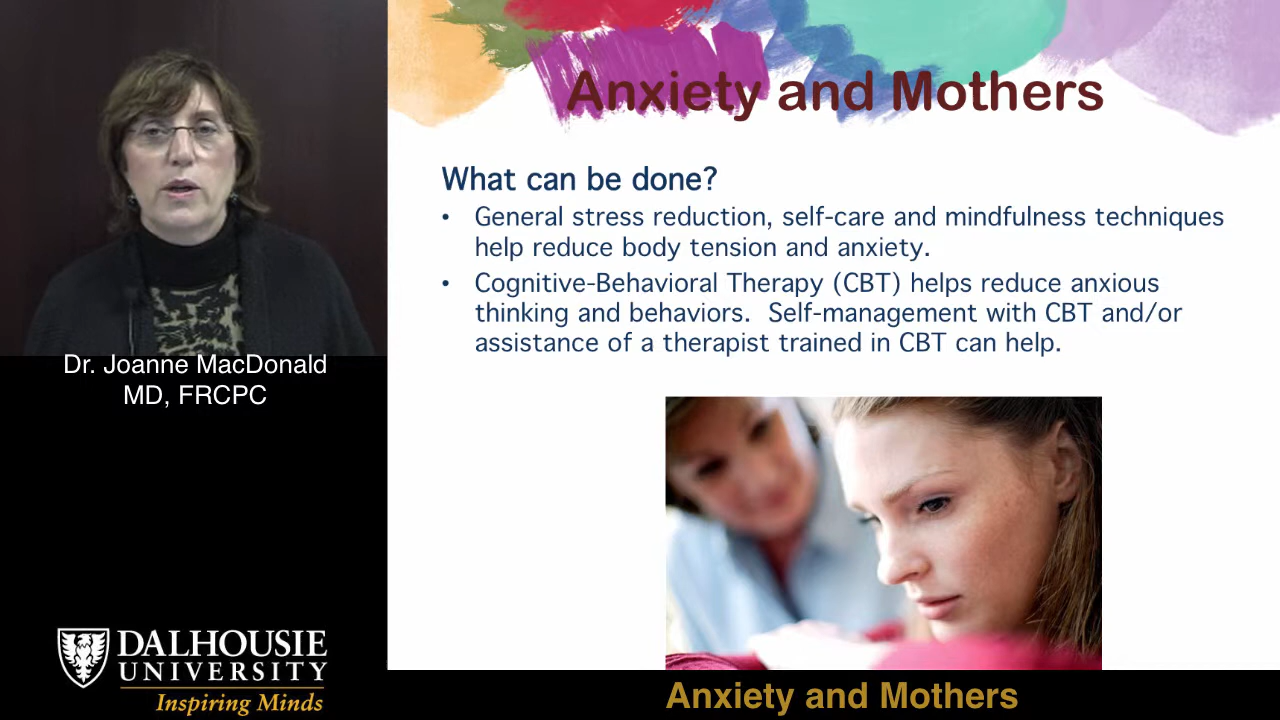 Anxiety and Mothers
What can be done?
• General stress reduction, self-care and mindfulness techniques
help reduce body tension and anxiety.
• Cognitive-Behavioral Therapy (CBT) helps reduce anxious
thinking and behaviors.  Self-management with CBT and/or
assistance of a therapist trained in CBT can help.
Dr. Joanne MacDonald
MD, FRCPC
DALHOUSIE
UNIVERSITY
Inspiring Minds
Anxiety and Mothers